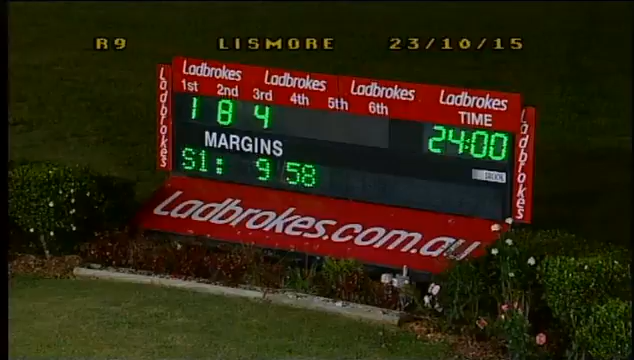 R9 LISMORE 23/10/15
Ladbrokes Ladbrokes Ladbrokes Ladbrokes
1st 2nd 3rd 4th 5th 6th TIME
1 8 4 24:00
MARGINS
S1: 9 58
Ladbrokes
Ladbrokes
Ladbrokes.com.au